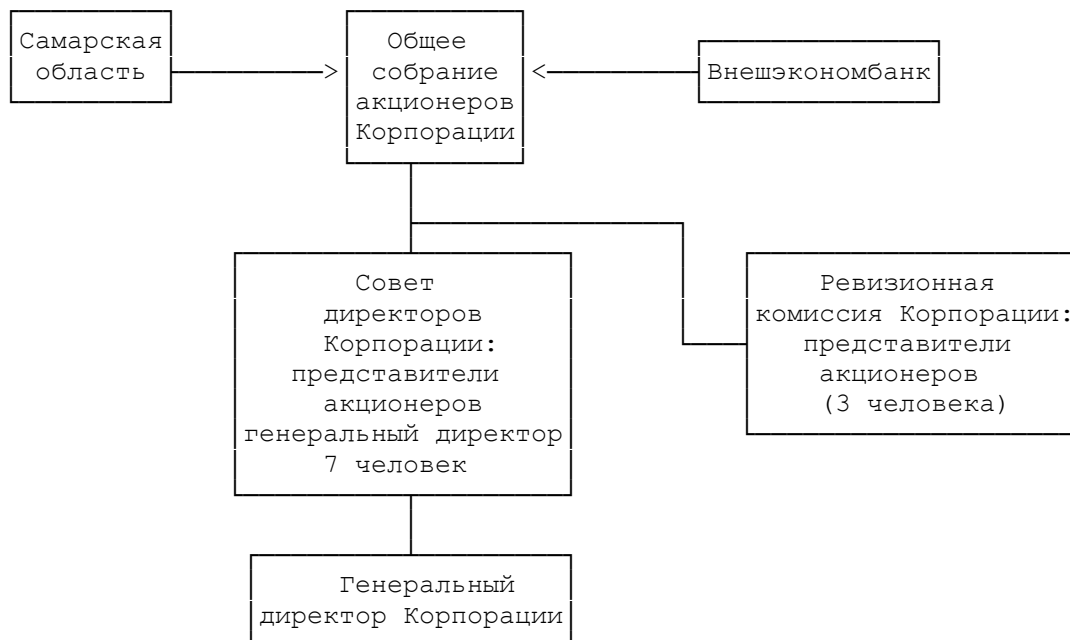 Самарская
область
Общее
собрание
акционеров
Корпорации
Внешэкономбанк
Совет
директоров
Корпорации:
представители
акционеров
генеральный директор
7 человек
Ревизионная
комиссия Корпорации:
представители
акционеров
(3 человека)
Генеральный
директор Корпорации